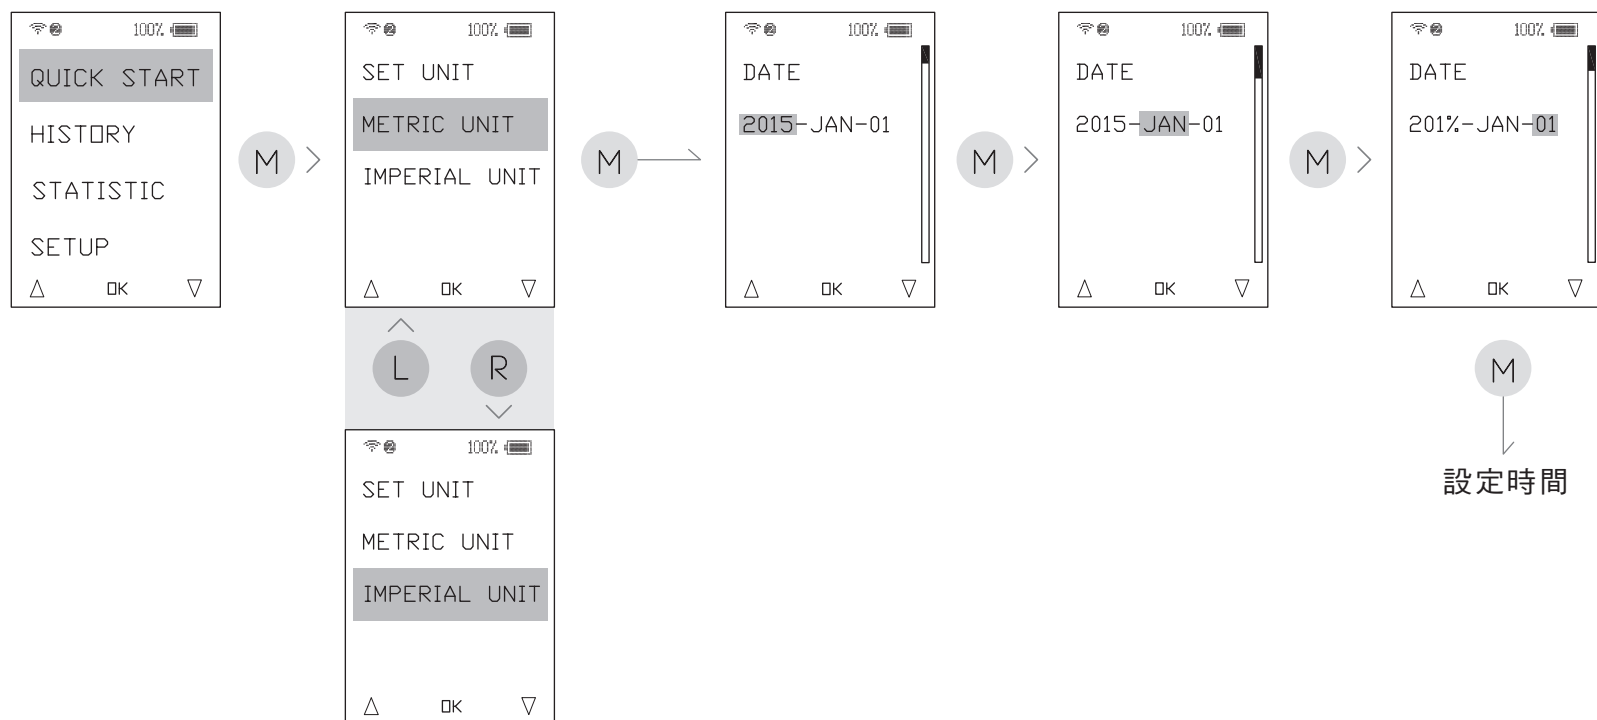 100%
QUICK START
HISTORY
STATISTIC
SETUP
OK
M
100%
SET UNIT
METRIC UNIT
IMPERIAL UNIT
OK
L
R
100%
SET UNIT
METRIC UNIT
IMPERIAL UNIT
OK
M
100%
DATE
2015-JAN-01
OK
M
100%
DATE
2015-JAN-01
OK
M
100%
DATE
201%-JAN-01
OK
M
設定時間